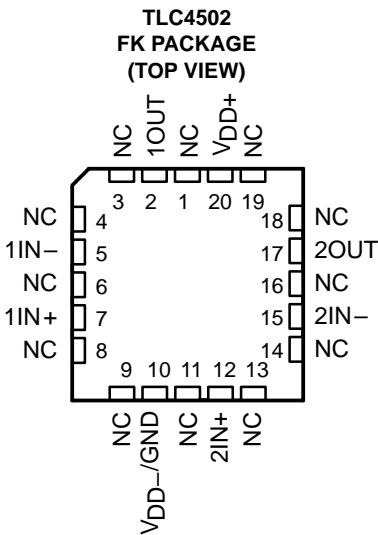 TLC4502
FK PACKAGE
(TOP VIEW)
NC
1OUT
NC
VDD+
NC
3 2 1 20 19
NC 4 18 NC
1IN− 5 17 2OUT
NC 6 16 NC
1IN+ 7 15 2IN−
NC 8 14 NC
9 10 11 12 13
NC
VDD−/GND
NC
2IN+
NC